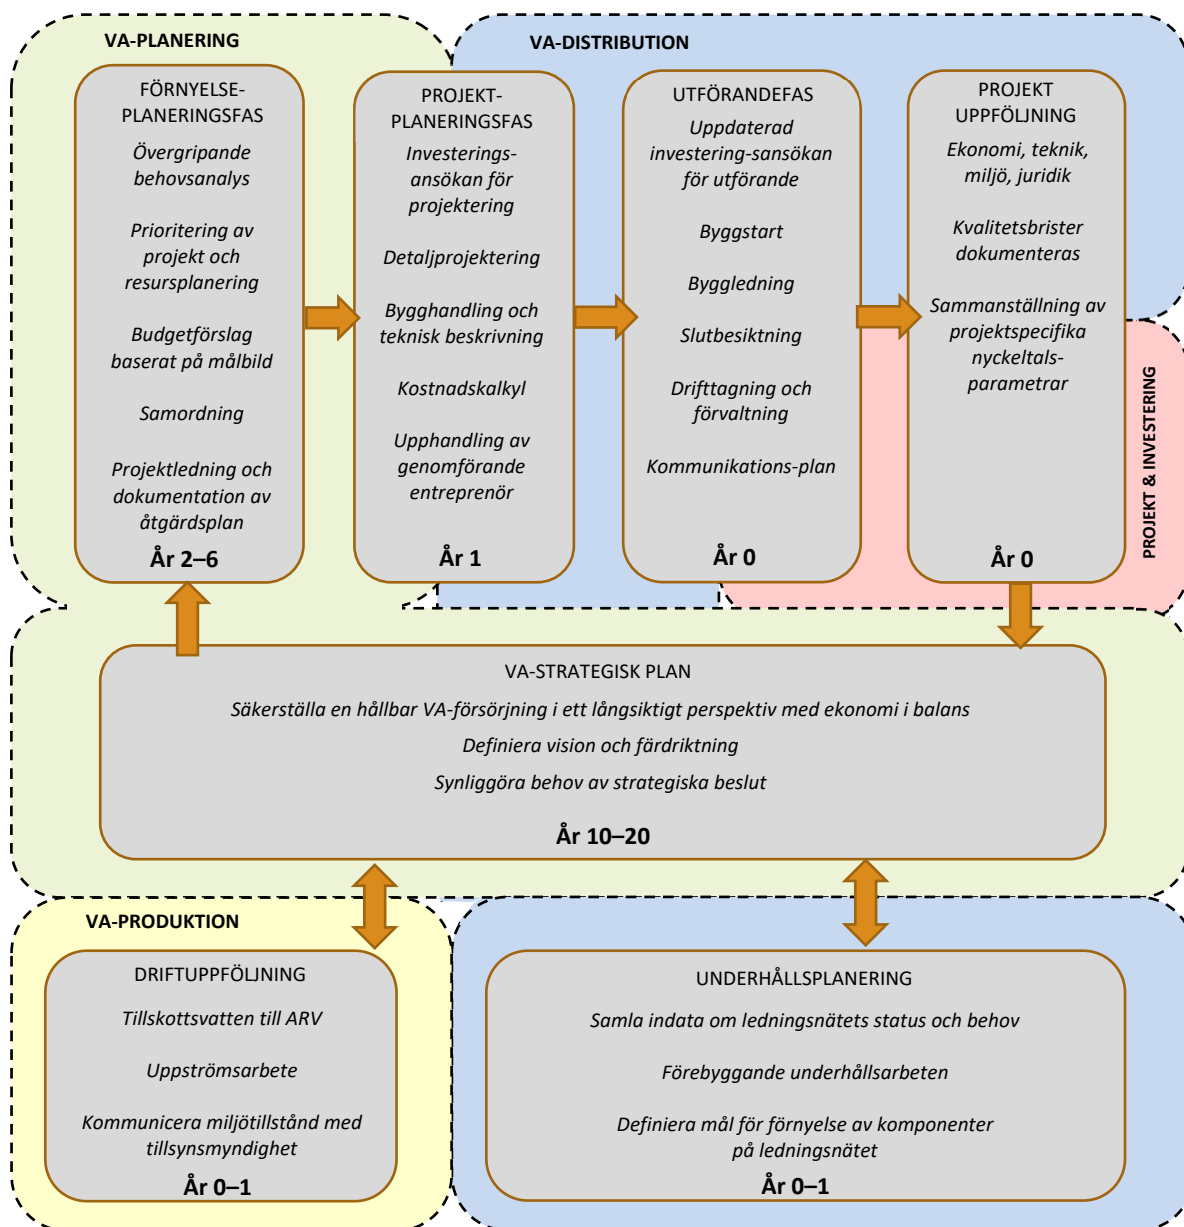 VA-PLANERING
VA-DISTRIBUTION
FÖRNYELSE-
PLANERINGSFAS
Övergripande
behovsanalys
Prioritering av
projekt och
resursplanering
Budgetförslag
baserat på målbild
Samordning
Projektledning och
dokumentation av
åtgärdsplan
År 2–6
PROJEKT-
PLANERINGSFAS
Investerings-
ansökan för
projektering
Detaljprojektering
Bygghandling och
teknisk beskrivning
Kostnadskalkyl
Upphandling av
genomförande
entreprenör
År 1
UTFÖRANDEFAS
Uppdaterad
investering-sansökan
för utförande
Byggstart
Byggledning
Slutbesiktning
Drifttagning och
förvaltning
Kommunikations-plan
År 0
PROJEKT
UPPFÖLJNING
Ekonomi, teknik,
miljö, juridik
Kvalitetsbrister
dokumenteras
Sammanställning av
projektspecifika
nyckeltals-
parametrar
År 0
PROJEKT & INVESTERING
VA-STRATEGISK PLAN
Säkerställa en hållbar VA-försörjning i ett långsiktigt perspektiv med ekonomi i balans
Definiera vision och färdriktning
Synliggöra behov av strategiska beslut
År 10–20
VA-PRODUKTION
DRIFTUPPFÖLJNING
Tillskottsvatten till ARV
Uppströmsarbete
Kommunicera miljötillstånd med
tillsynsmyndighet
År 0–1
UNDERHÅLLSPLANERING
Samla indata om ledningsnätets status och behov
Förebyggande underhållsarbeten
Definiera mål för förnyelse av komponenter
på ledningsnätet
År 0–1